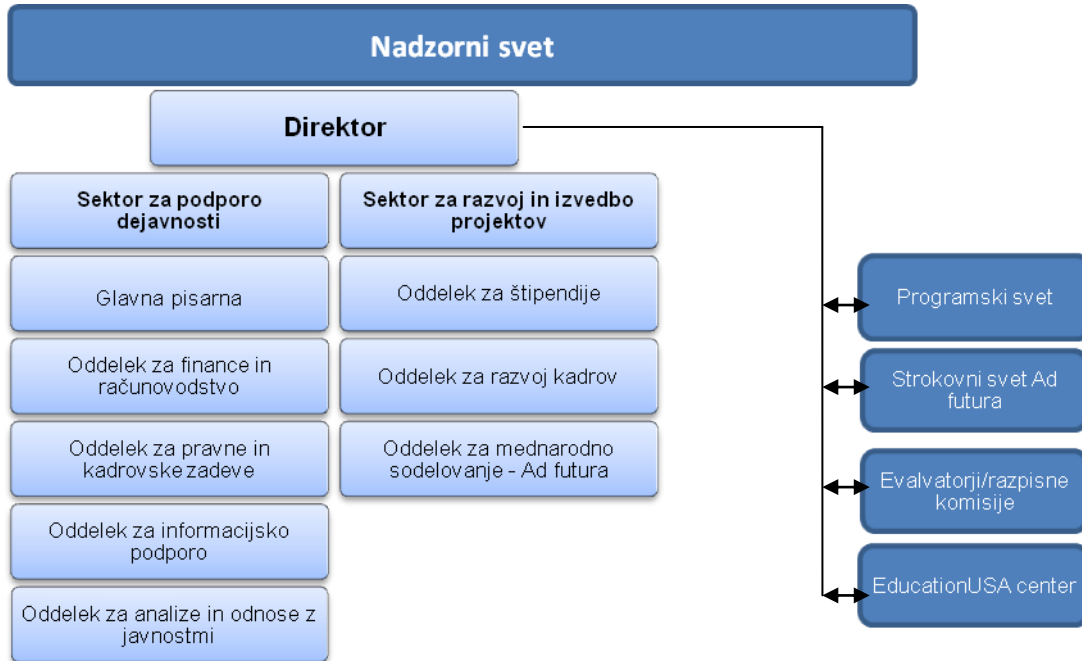 Nadzorni svet
Direktor
Sektor za podporo
dejavnosti
Glavna pisarna
Oddelek za finance in
računovodstvo
Oddelek za pravne in
kadrovske zadeve
Oddelek za informacijsko
podporo
Oddelek za analize in odnose z
javnostmi
Sektor za razvoj in izvedbo
projektov
Oddelek za štipendije
Oddelek za razvoj kadrov
Oddelek za mednarodno
sodelovanje - Ad futura
Programski svet
Strokovni svet Ad
futura
Evalvatorji/razpisne
komisije
EducationUSA center